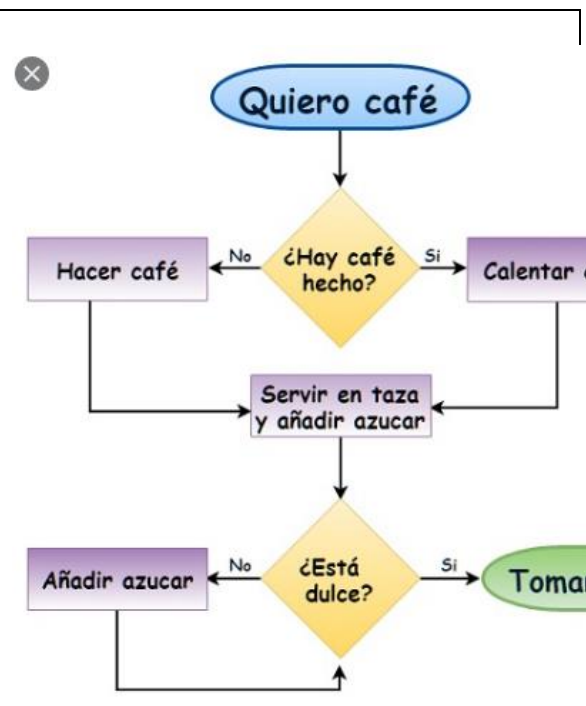 Quiero café
¿Hay café
hecho?
No
Si
Hacer café
Calentar
Servir en taza
y añadir azucar
¿Está
dulce?
No
Si
Añadir azucar